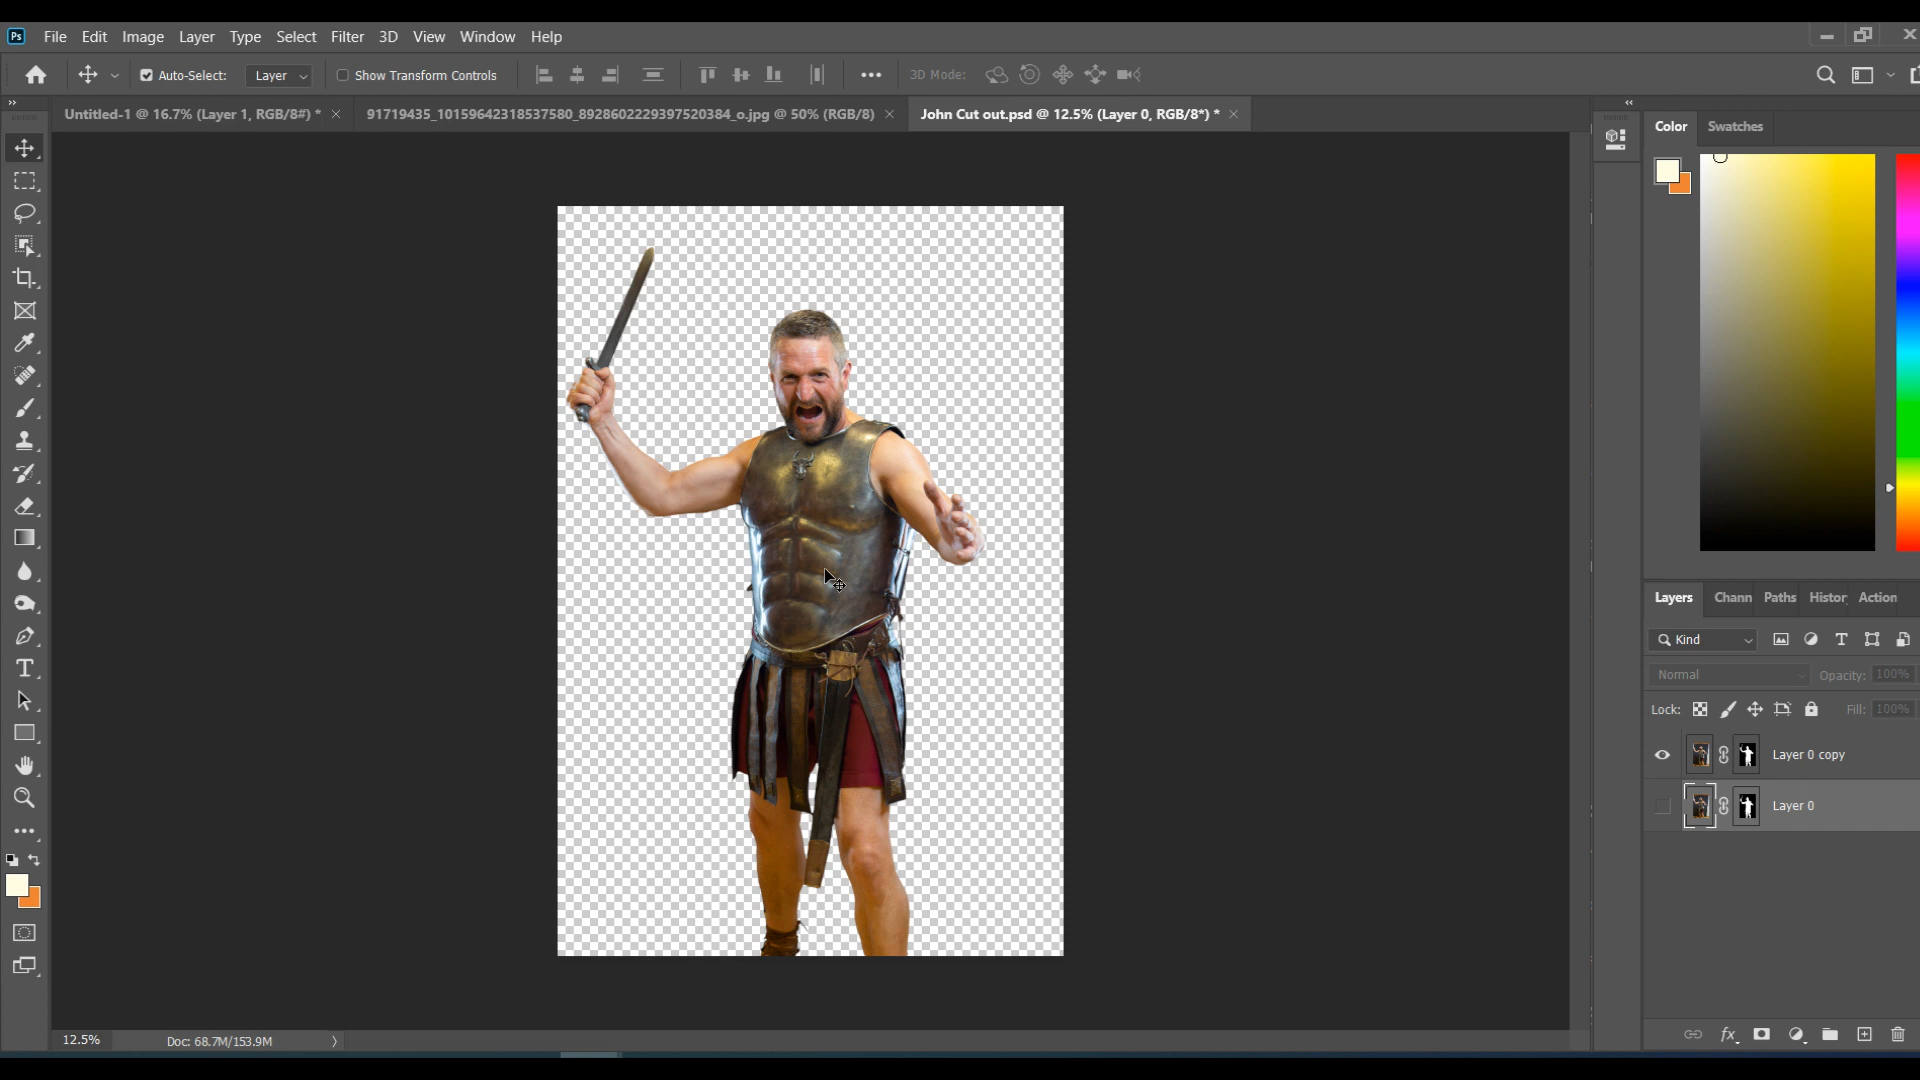 Ps File Edit Image Layer Type Select Filter 3D View Window Help
Auto-Select: Layer Show Transform Controls 3D Mode:
Untitled-1 @ 16.7% (Layer 1, RGB/8#) * 91719435_10159642318537580_8928602229397520384_o.jpg @ 50% (RGB/8) John Cut out.psd @ 12.5% (Layer 0, RGB/8*) *
Color Swatches
Layers Chann Paths Histor Action
Kind
Normal Opacity: 100%
Lock: Fill: 100%
Layer 0 copy
Layer 0
fx
12.5% Doc: 68.7M/153.9M